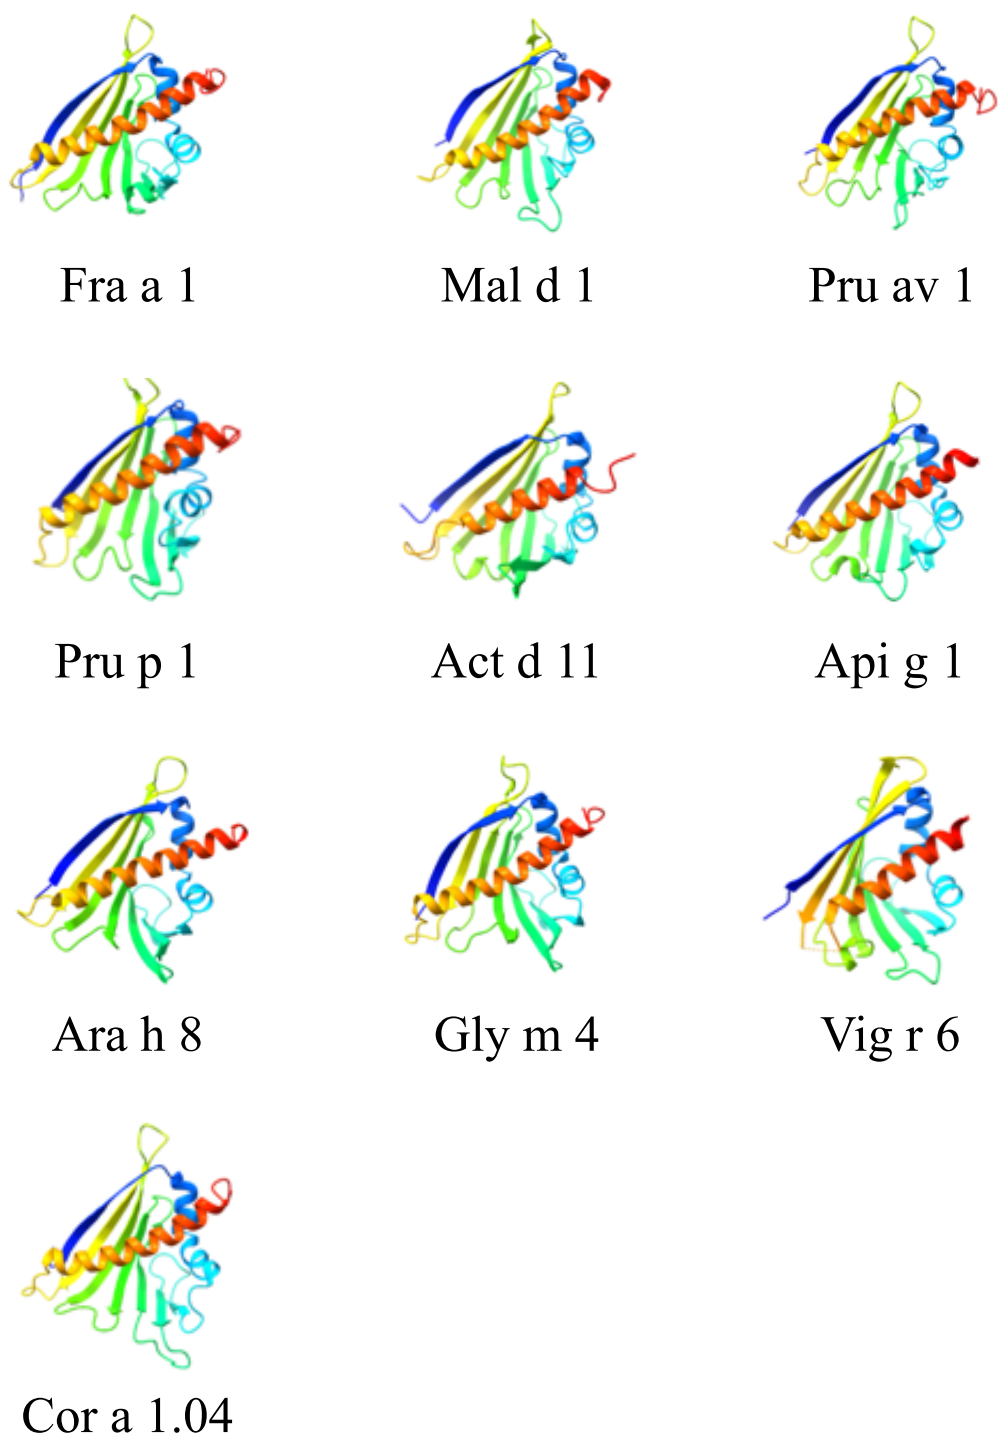 Fra a 1
Mal d 1
Pru av 1
Pru p 1
Act d 11
Api g 1
Ara h 8
Gly m 4
Vig r 6
Cor a 1.04